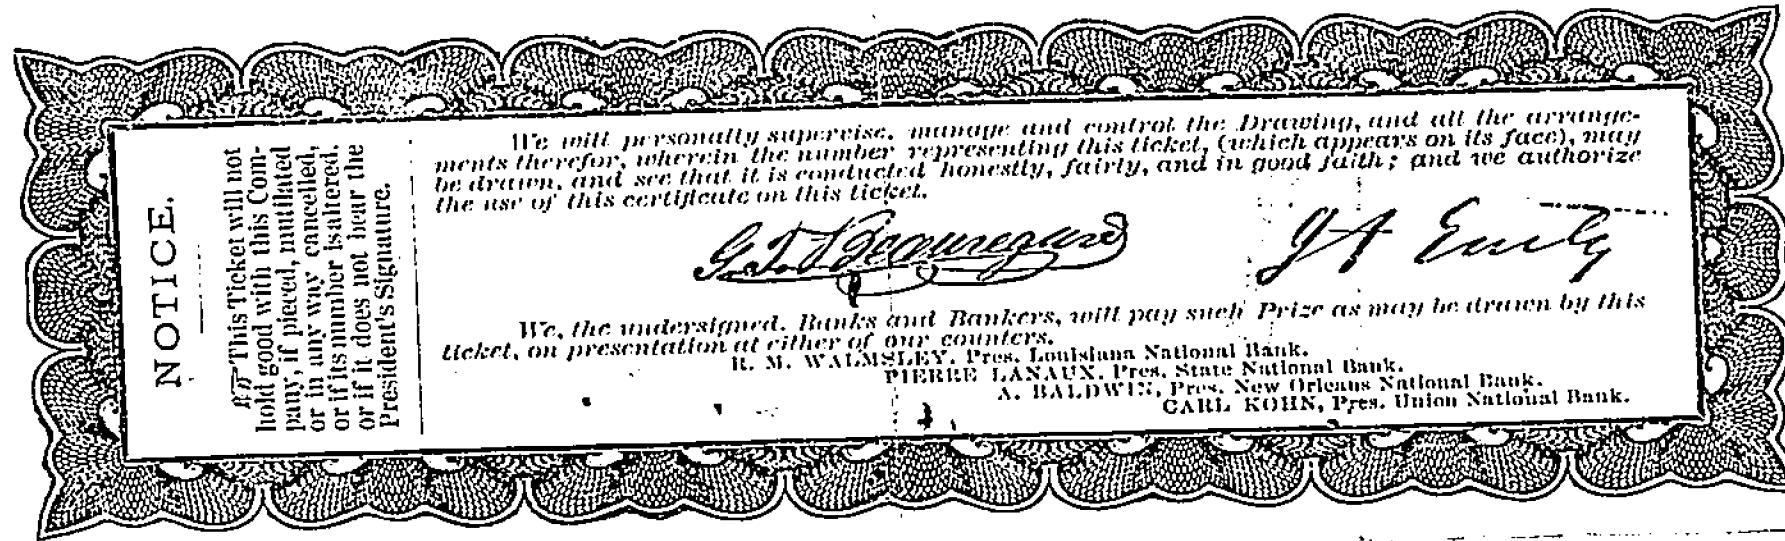 NOTICE.
This Ticket will not
hold good with this Com-
pany, if pieced, mutilated
or in any way cancelled,
or if its number is altered.
or if it does not bear the
President's Signature.
We will personally supervise, manage and control the Drawing, and all the arrange-
ments therefor, wherein the number representing this ticket, (which appears on its face), may
be drawn, and see that it is conducted honestly, fairly, and in good faith; and we authorize
the use of this certificate on this ticket.
G. T. Beauregard
J A Early
We, the undersigned, Banks and Bankers, will pay such Prize as may be drawn by this
ticket, on presentation at either of our counters.
R. M. WALMSLEY, Pres. Louisiana National Bank.
PIERRE LANAUX, Pres. State National Bank.
A. BALDWIN, Pres. New Orleans National Bank.
CARL KOHN, Pres. Union National Bank.